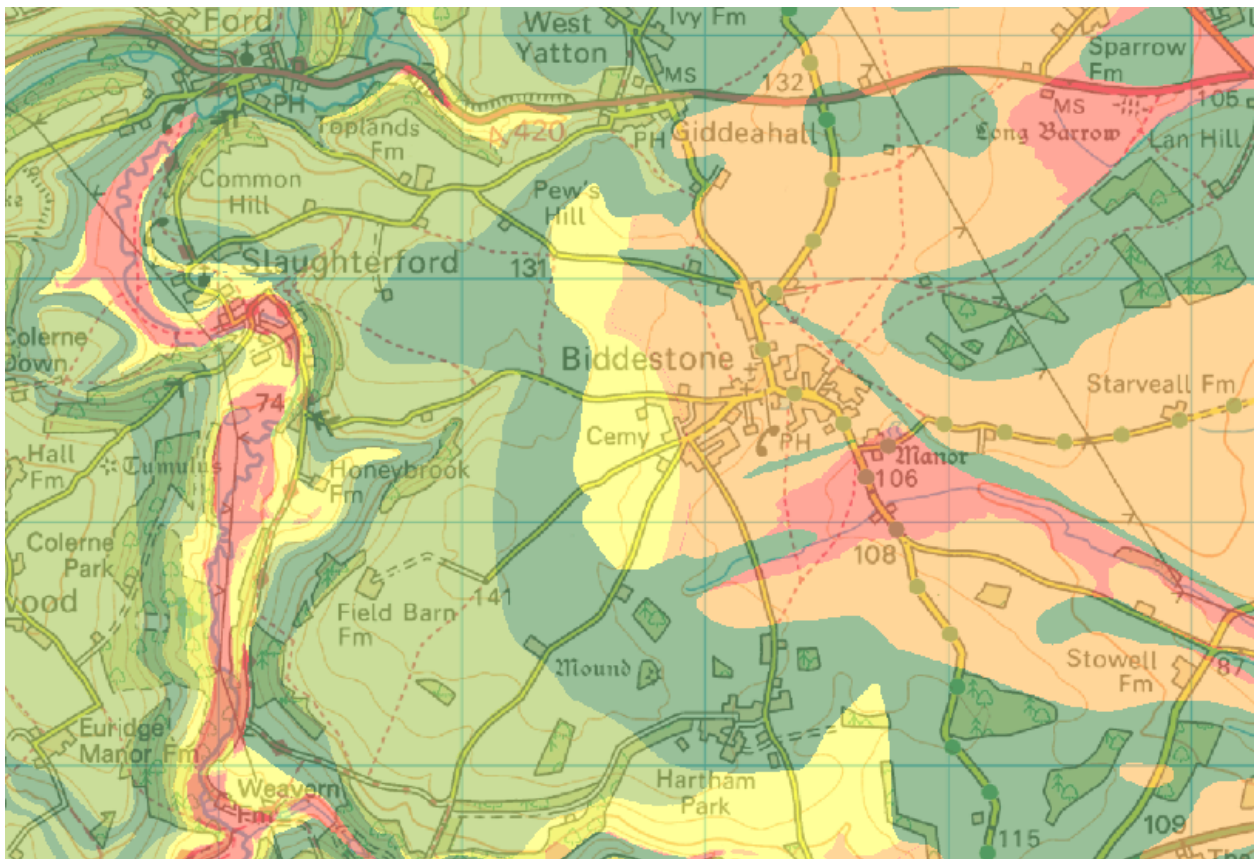 Ford
West
Yatton
Ivy Fm
Sparrow
Fm
MS
132
105
PH
MS
Toplands
Fm
A 420
PH
Giddeahall
Long Barrow
Lan Hill
Common
Hill
Pew's
Hill
Slaughterford
131
Colerne
Down
Biddestone
Starveall Fm
74
Hall
Fm
Tumulus
Honeybrook
Fm
Cemy
PH
Manor
106
Colerne
Park
108
141
Field Barn
Fm
Mound
Stowell
Fm
87
Euridge
Manor Fm
Weavern
Fm
Hartham
Park
115
109